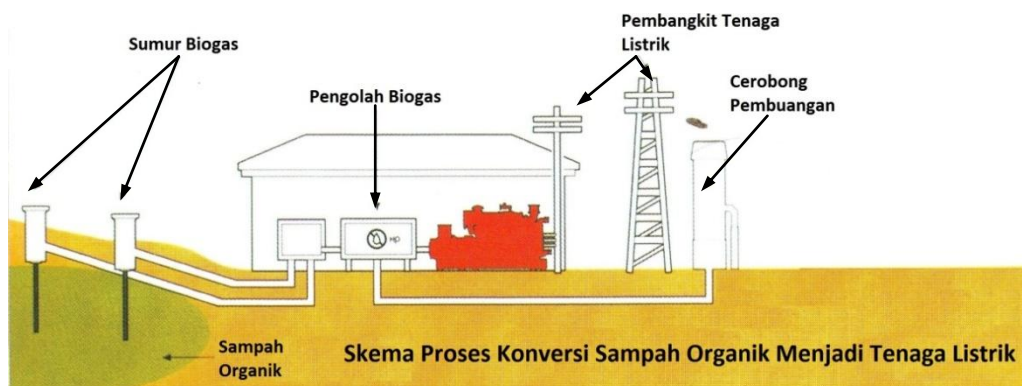 Sumur Biogas
Pengolah Biogas
Pembangkit Tenaga
Listrik
Cerobong
Pembuangan
Sampah
Organik
Skema Proses Konversi Sampah Organik Menjadi Tenaga Listrik